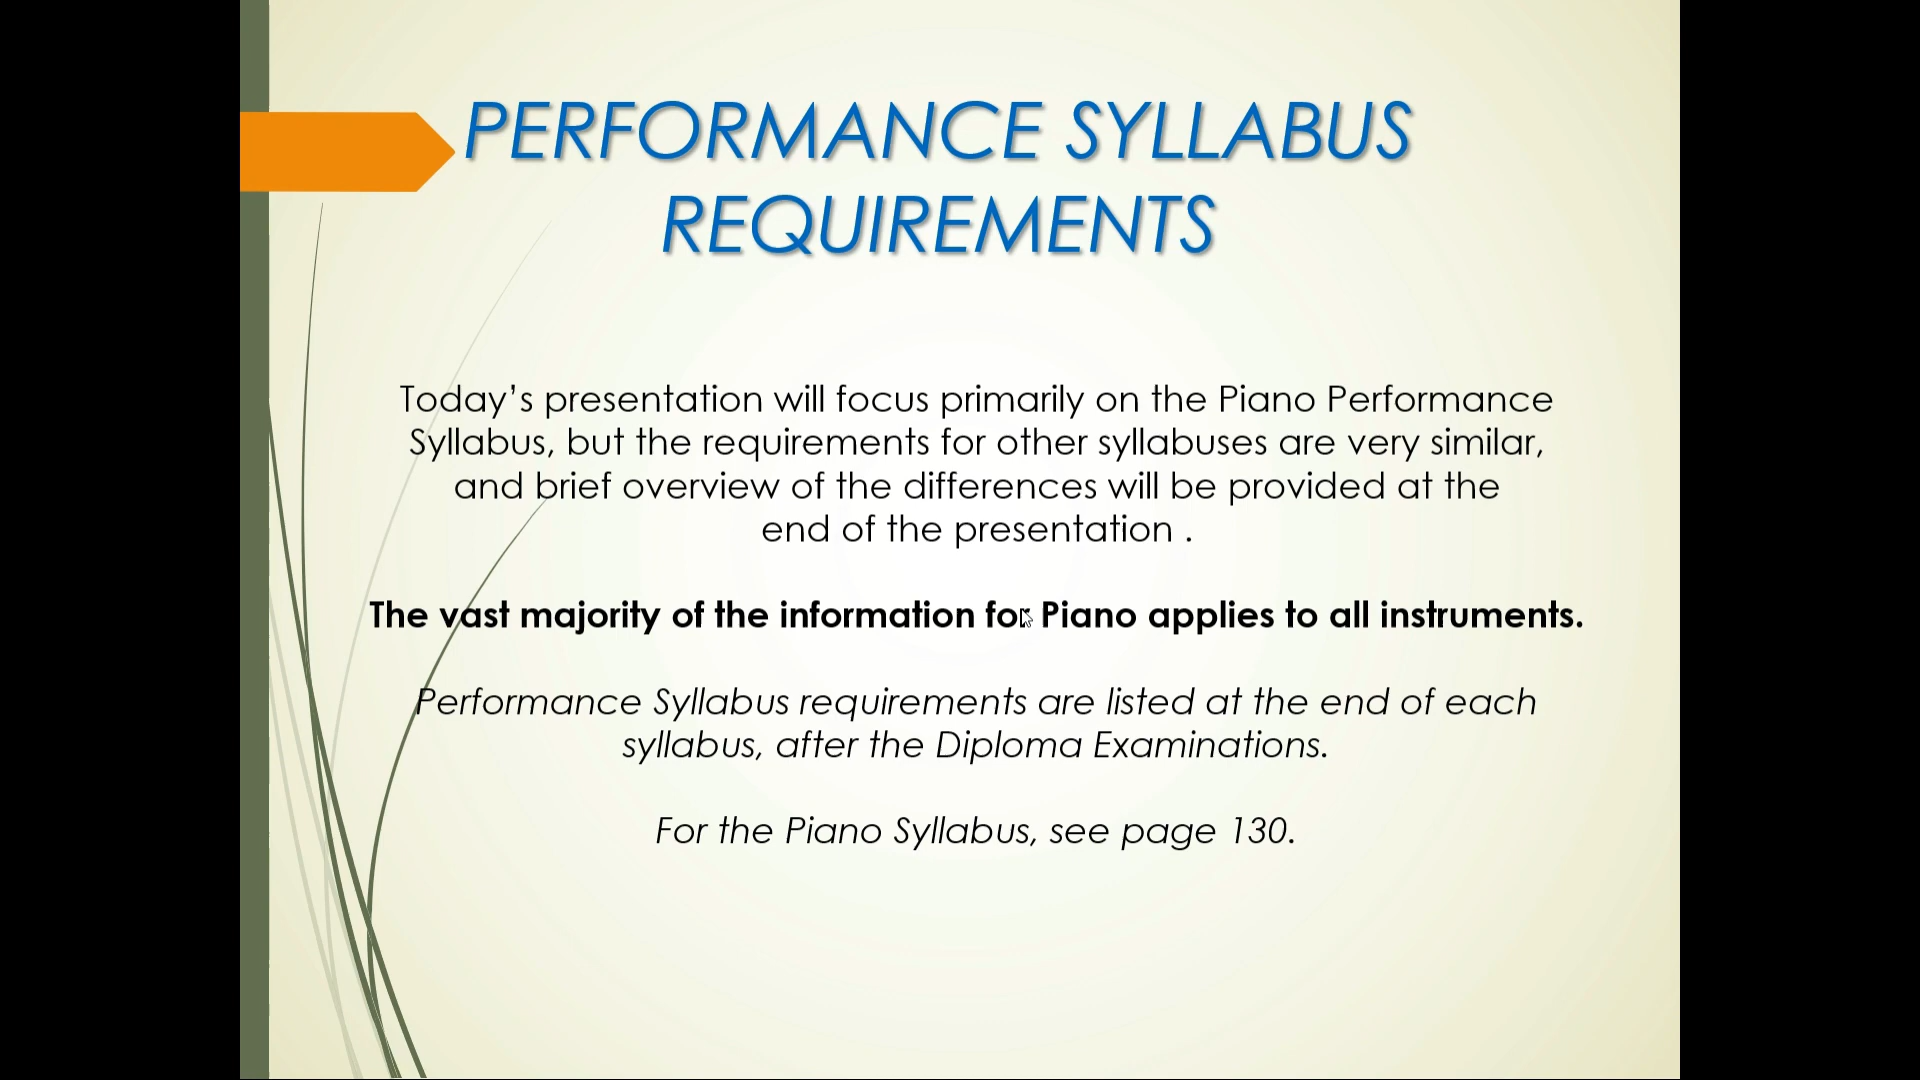 PERFORMANCE SYLLABUS
REQUIREMENTS
Today’s presentation will focus primarily on the Piano Performance
Syllabus, but the requirements for other syllabuses are very similar,
and brief overview of the differences will be provided at the
end of the presentation .
The vast majority of the information for Piano applies to all instruments.
Performance Syllabus requirements are listed at the end of each
syllabus, after the Diploma Examinations.
For the Piano Syllabus, see page 130.